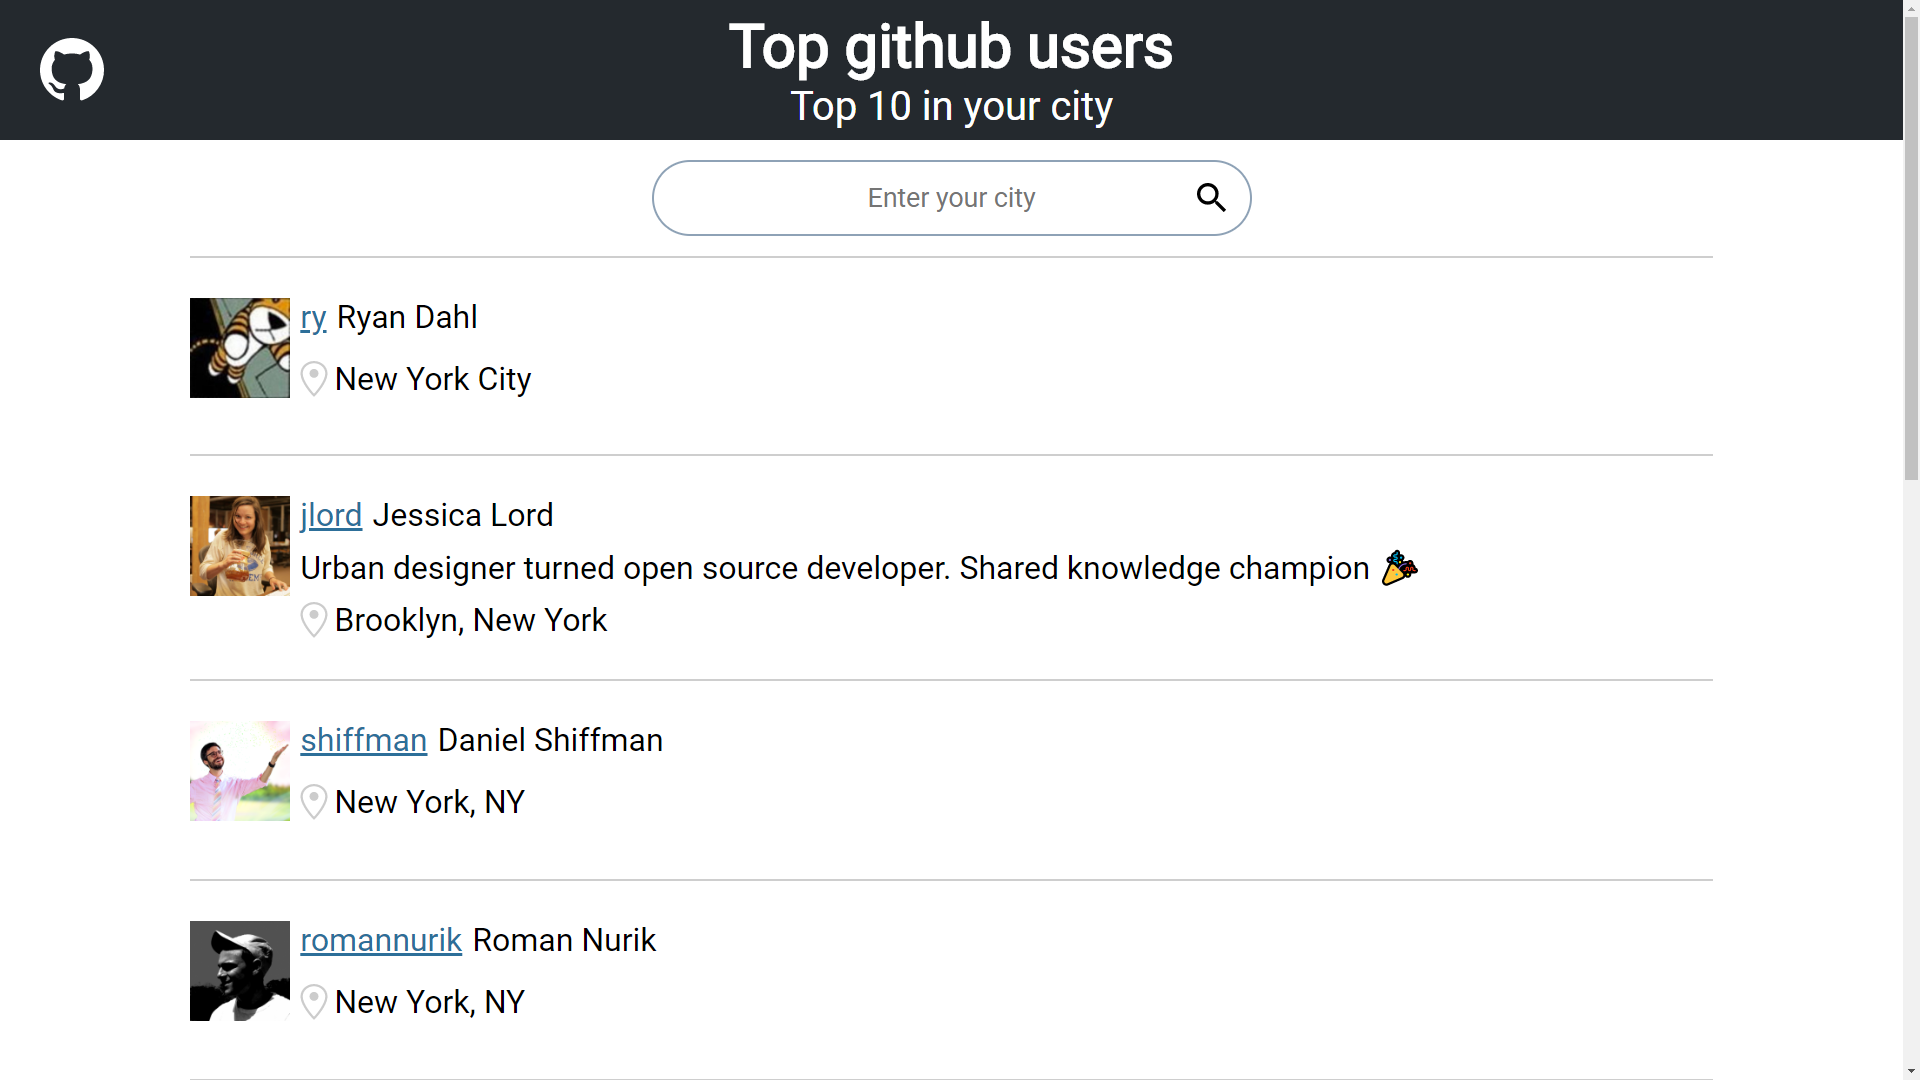 Top github users
Top 10 in your city
Enter your city
ry Ryan Dahl
New York City
jlord Jessica Lord
Urban designer turned open source developer. Shared knowledge champion 🎉
Brooklyn, New York
shiffman Daniel Shiffman
New York, NY
romannurik Roman Nurik
New York, NY